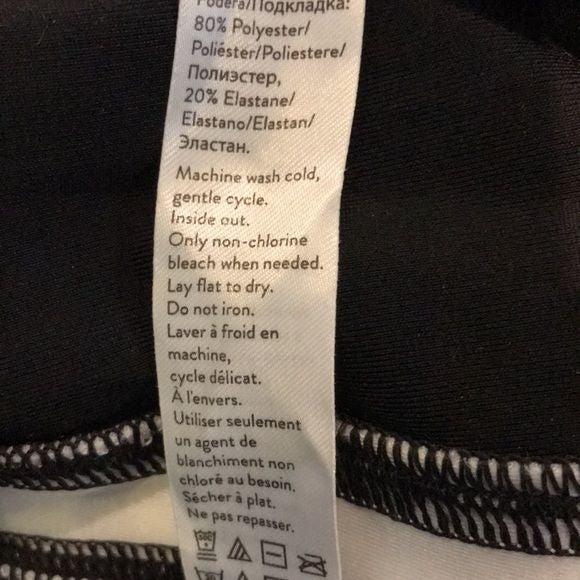 Fodera/Подкладка:
80% Polyester/
Poliéster/Poliestere/
Полиэстер,
20% Elastane/
Elastano/Elastan/
Эластан.
Machine wash cold,
gentle cycle.
Inside out.
Only non-chlorine
bleach when needed.
Lay flat to dry.
Do not iron.
Laver à froid en
machine,
cycle délicat.
À l'envers.
Utiliser seulement
un agent de
blanchiment non
chloré au besoin.
Sécher à plat.
Ne pas repasser.